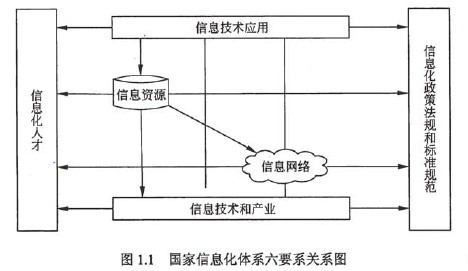 信息技术应用
信息化人才
信息资源
信息化政策法规和标准规范
信息网络
信息技术和产业
图 1.1 国家信息化体系六要系关系图